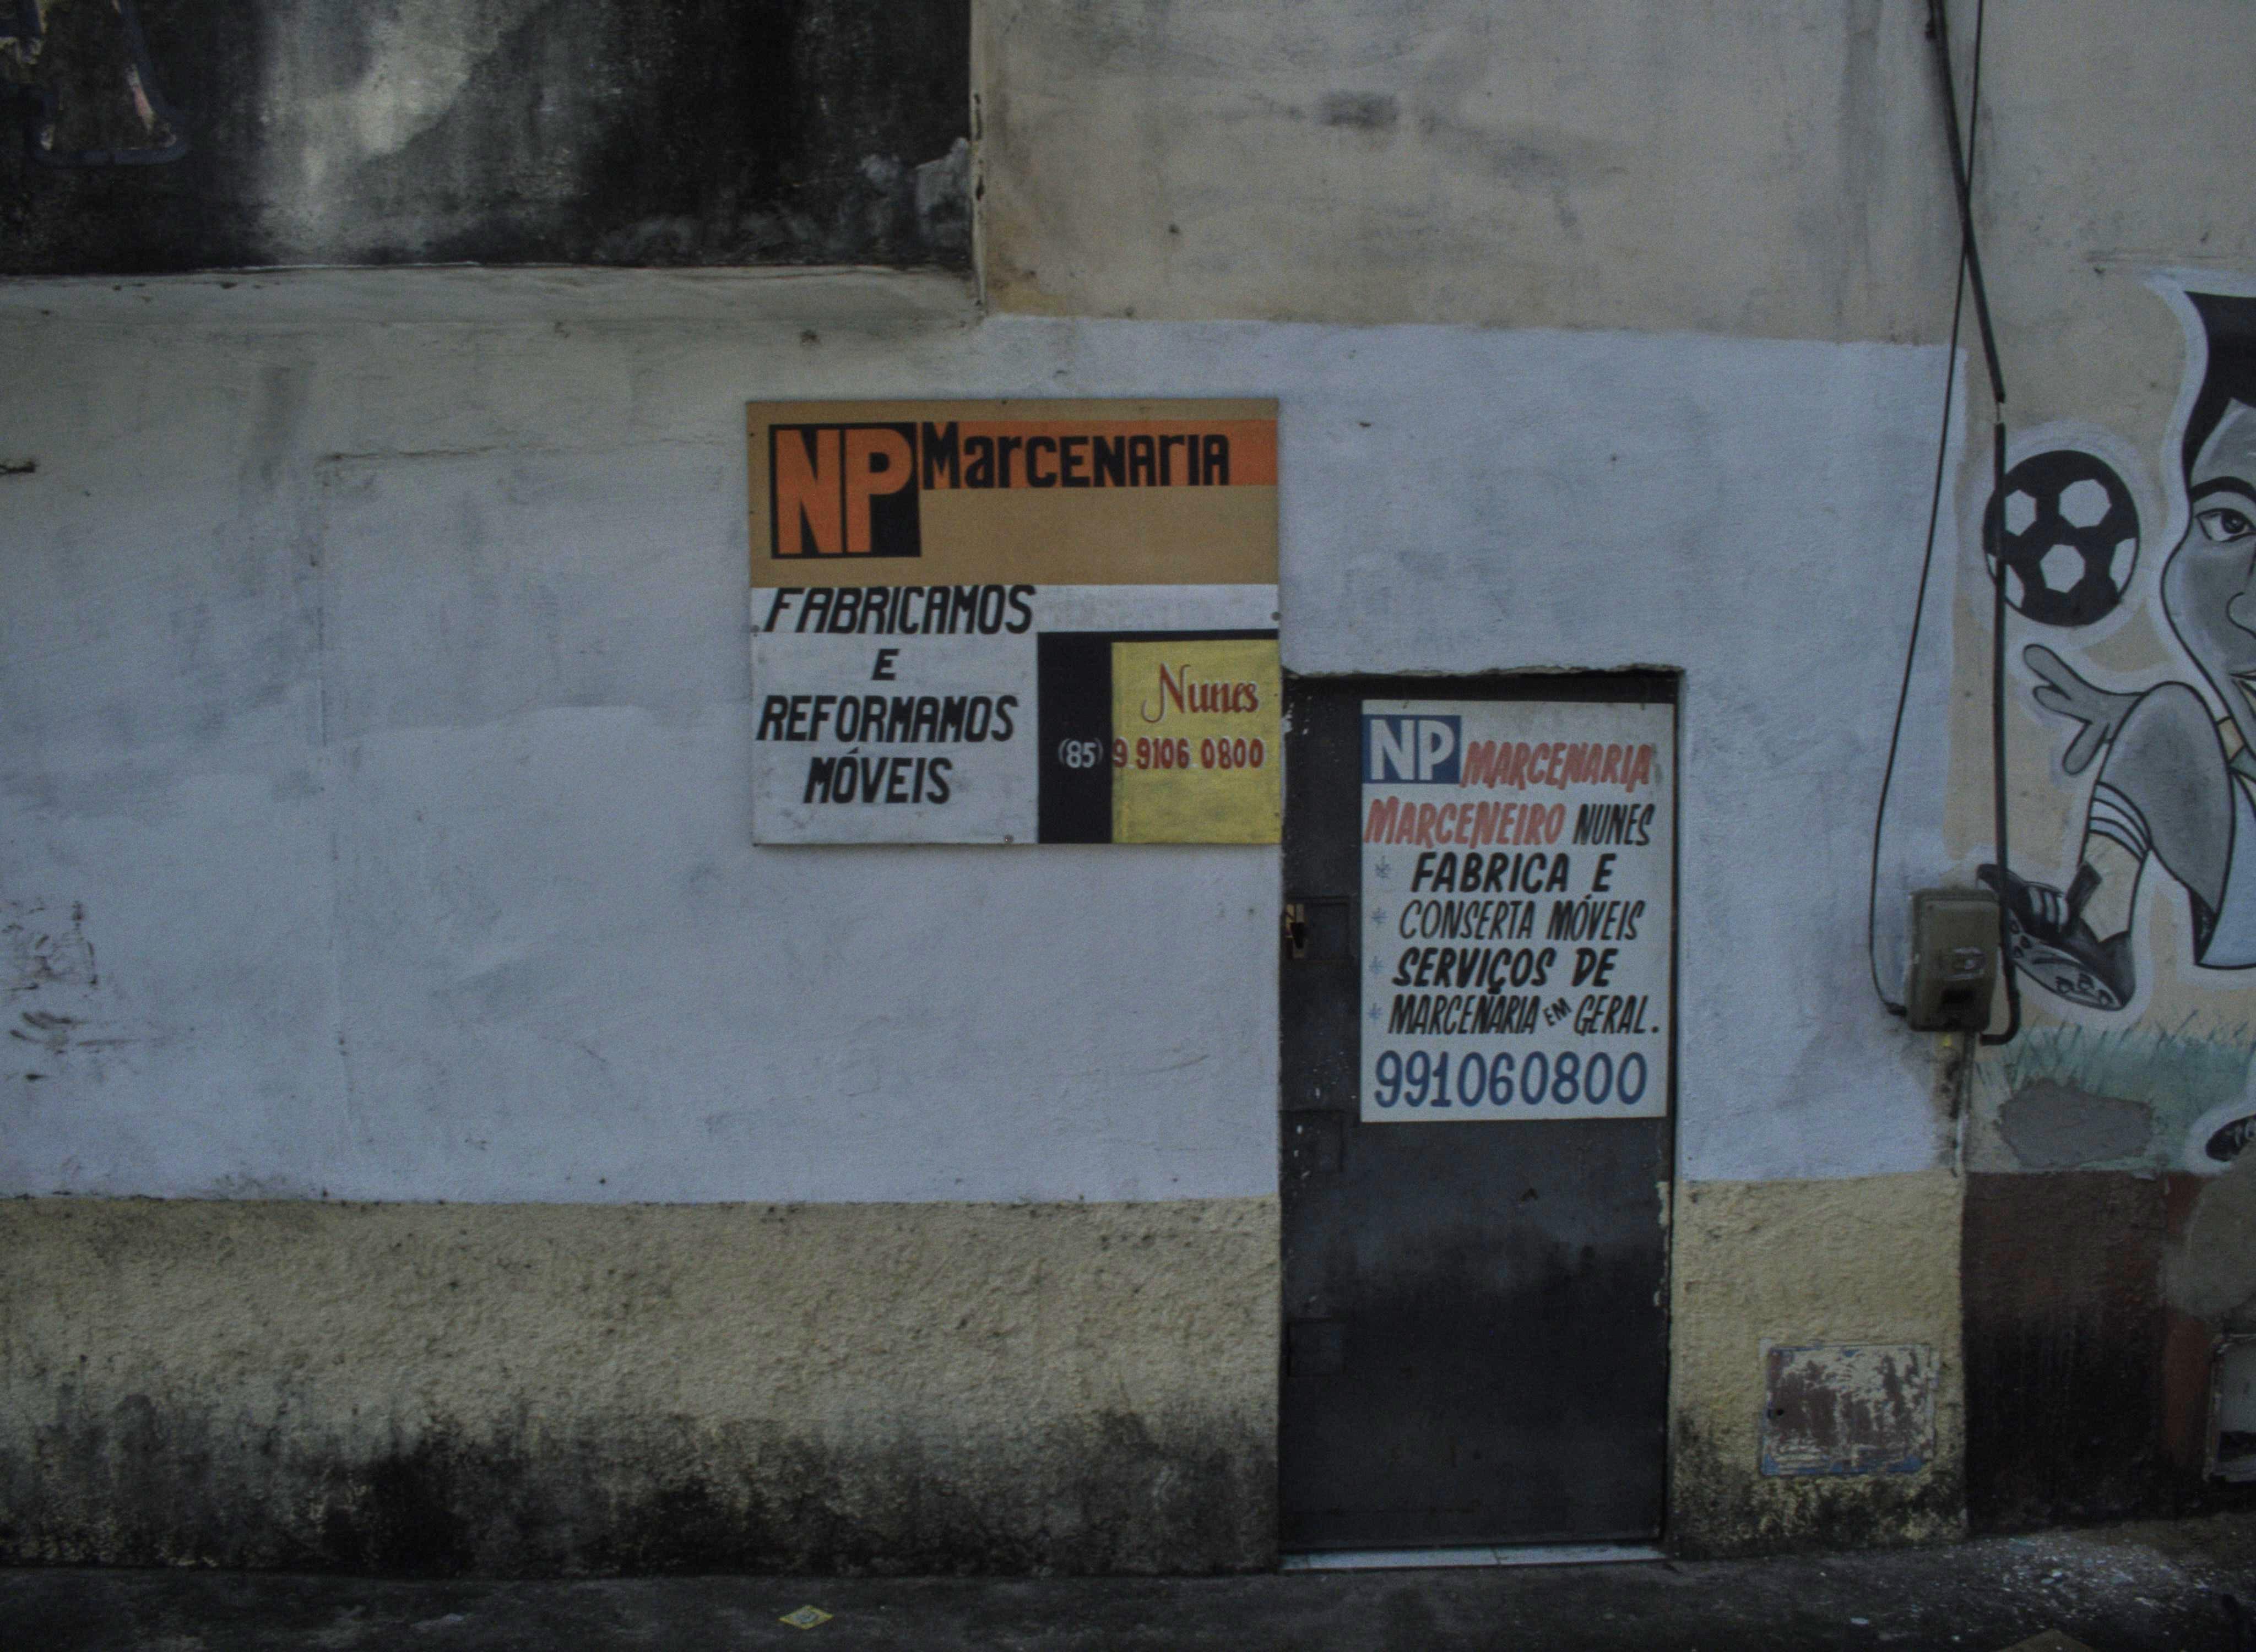 NP Marcenaria
FABRICAMOS
E
REFORMAMOS
MÓVEIS
Nunes
(85) 9 9106 0800
NP MARCENARIA
MARCENEIRO NUNES
* FABRICA E
* CONSERTA MÓVEIS
* SERVIÇOS DE
* MARCENARIA EM GERAL.
991060800